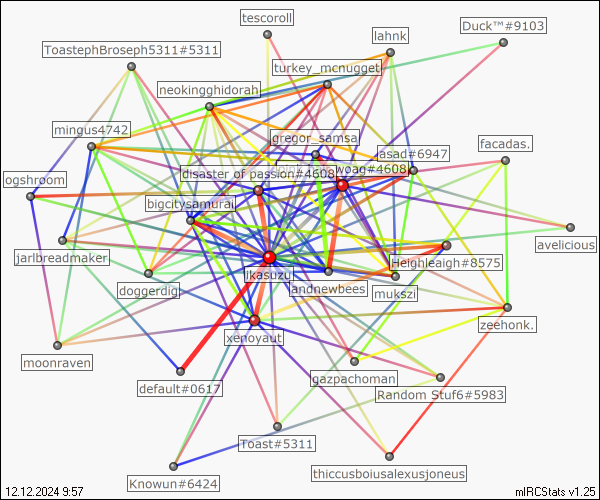 tescoroll
Duck™#9103
lahnk
ToastephBroseph5311#5311
turkey_mcnugget
neokingghidorah
mingus4742
gregor_samsa
asad#6947
facadas.
disaster of passion#4608
woag#4608
ogshroom
bigcitysamurai
avelicious
jarlbreadmaker
Heighleaigh#8575
ikasuzu
doggerdig
andnewbees
mukszi
zeehonk.
xenoyaut
moonraven
gazpachoman
default#0617
Random Stuf6#5983
Toast#5311
thiccusboiusalexusjoneus
Knowun#6424
12.12.2024 9:57
mIRCStats v1.25